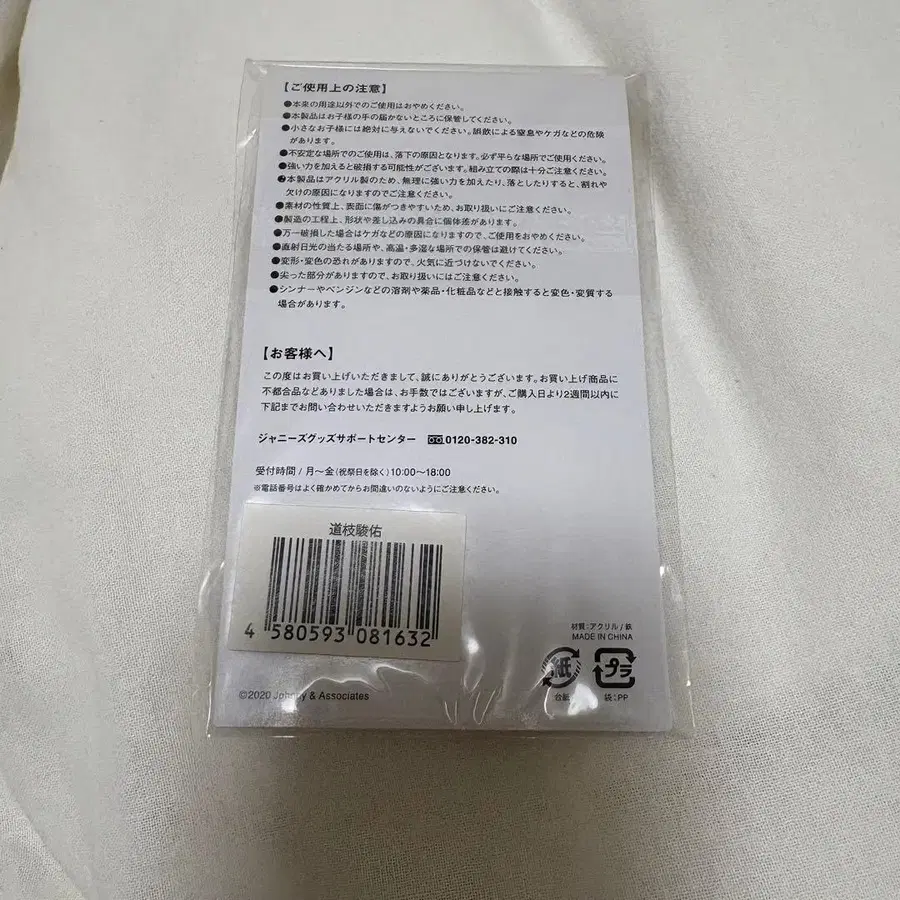 【ご使用上の注意】
●本来の用途以外でのご使用はおやめください。
●本製品はお子様の手の届かないところに保管してください。
●小さなお子様には絶対に与えないでください。誤飲による窒息やケガなどの危険
があります。
●不安定な場所でのご使用は、落下の原因となります。必ず平らな場所でご使用ください。
●強い力を加えると破損する可能性がございます。組み立ての際は十分ご注意ください。
●本製品はアクリル製のため、無理に強い力を加えたり、落としたりすると、割れや
欠けの原因になりますのでご注意ください。
●素材の性質上、表面に傷がつきやすいため、お取り扱いにご注意ください。
●製造の工程上、形状や差し込みの具合に個体差があります。
●万一破損した場合はケガなどの原因になりますので、ご使用をおやめください。
●直射日光の当たる場所や、高温・多湿な場所での保管は避けてください。
●変形・変色の恐れがありますので、火気に近づけないでください。
●尖った部分がありますので、お取り扱いにはご注意ください。
●シンナーやベンジンなどの溶剤や薬品・化粧品などと接触すると変色・変質する
場合があります。
【お客様へ】
この度はお買い上げいただきまして、誠にありがとうございます。お買い上げ商品に
不都合品などありました場合は、お手数ではございますが、ご購入日より2週間以内に
下記までお問い合わせいただきますようお願い申し上げます。
ジャニーズグッズサポートセンター 0120-382-310
受付時間 / 月〜金(祝祭日を除く)10:00〜18:00
※電話番号はよく確かめてからお間違いのないようにご注意ください。
道枝駿佑
4 580593 081632
材質:アクリル / 鉄
MADE IN CHINA
紙
プラ
台紙
袋:PP
©2020 Johnny & Associates